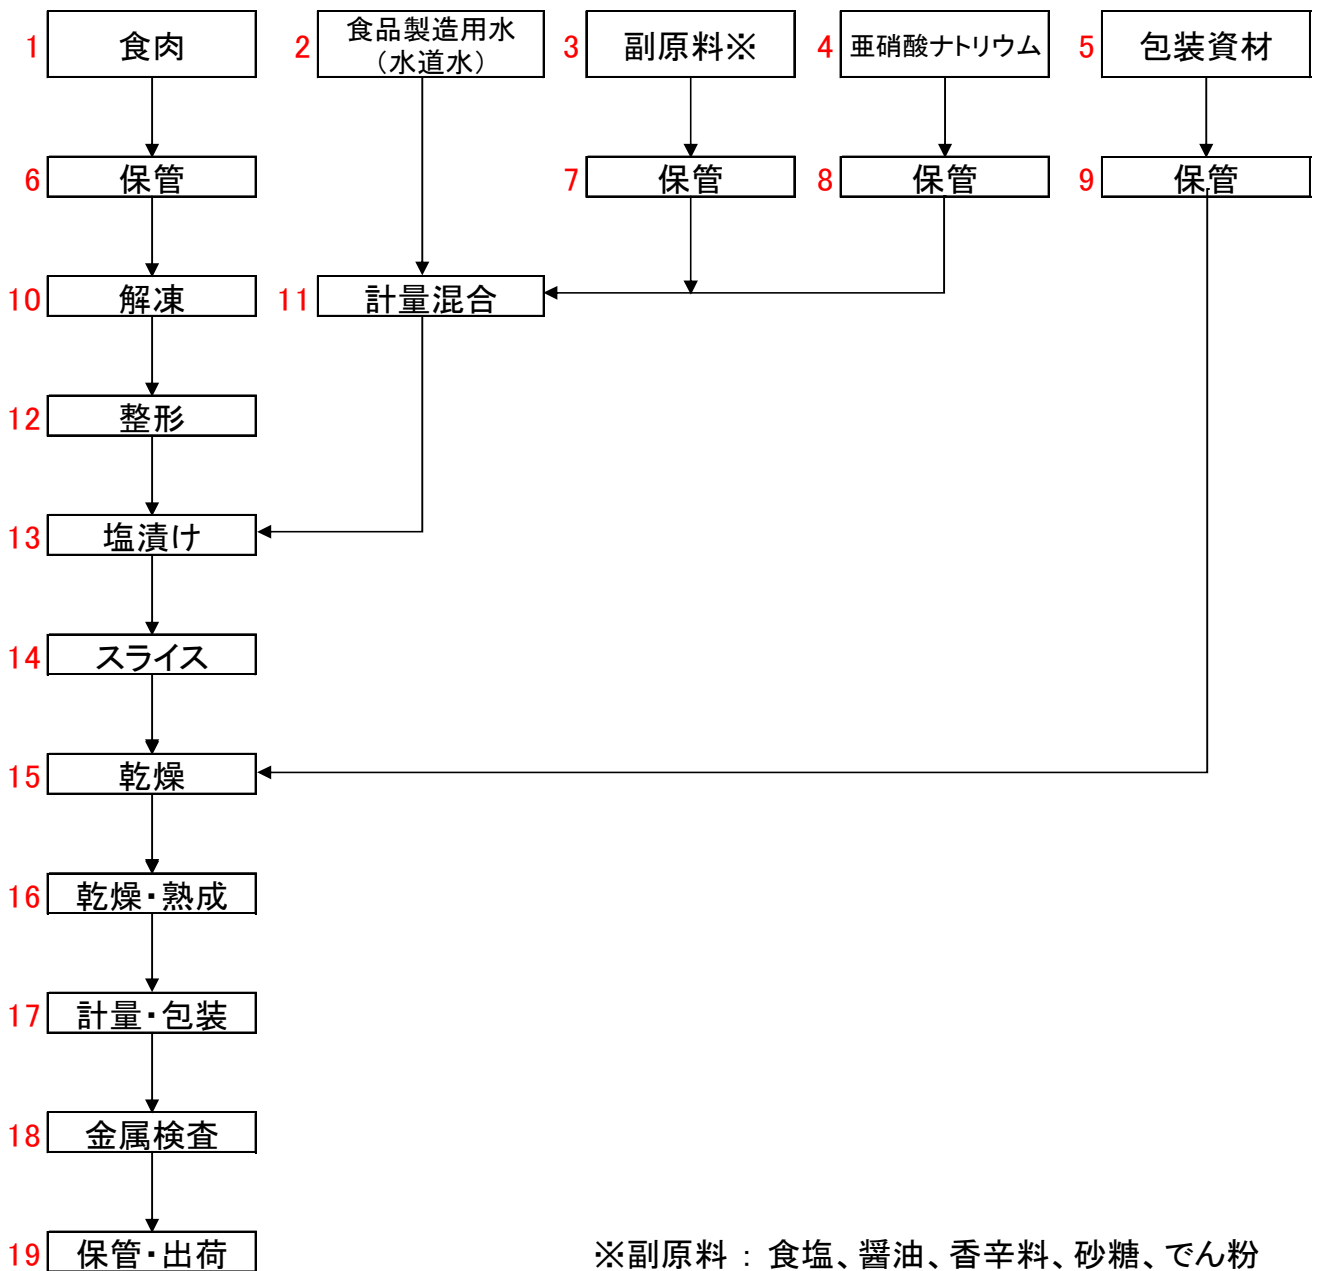 1 食肉
2 食品製造用水
(水道水)
3 副原料※
4 亜硝酸ナトリウム
5 包装資材
6 保管
7 保管
8 保管
9 保管
10 解凍
11 計量混合
12 整形
13 塩漬け
14 スライス
15 乾燥
16 乾燥・熟成
17 計量・包装
18 金属検査
19 保管・出荷
※副原料 : 食塩、醤油、香辛料、砂糖、でん粉